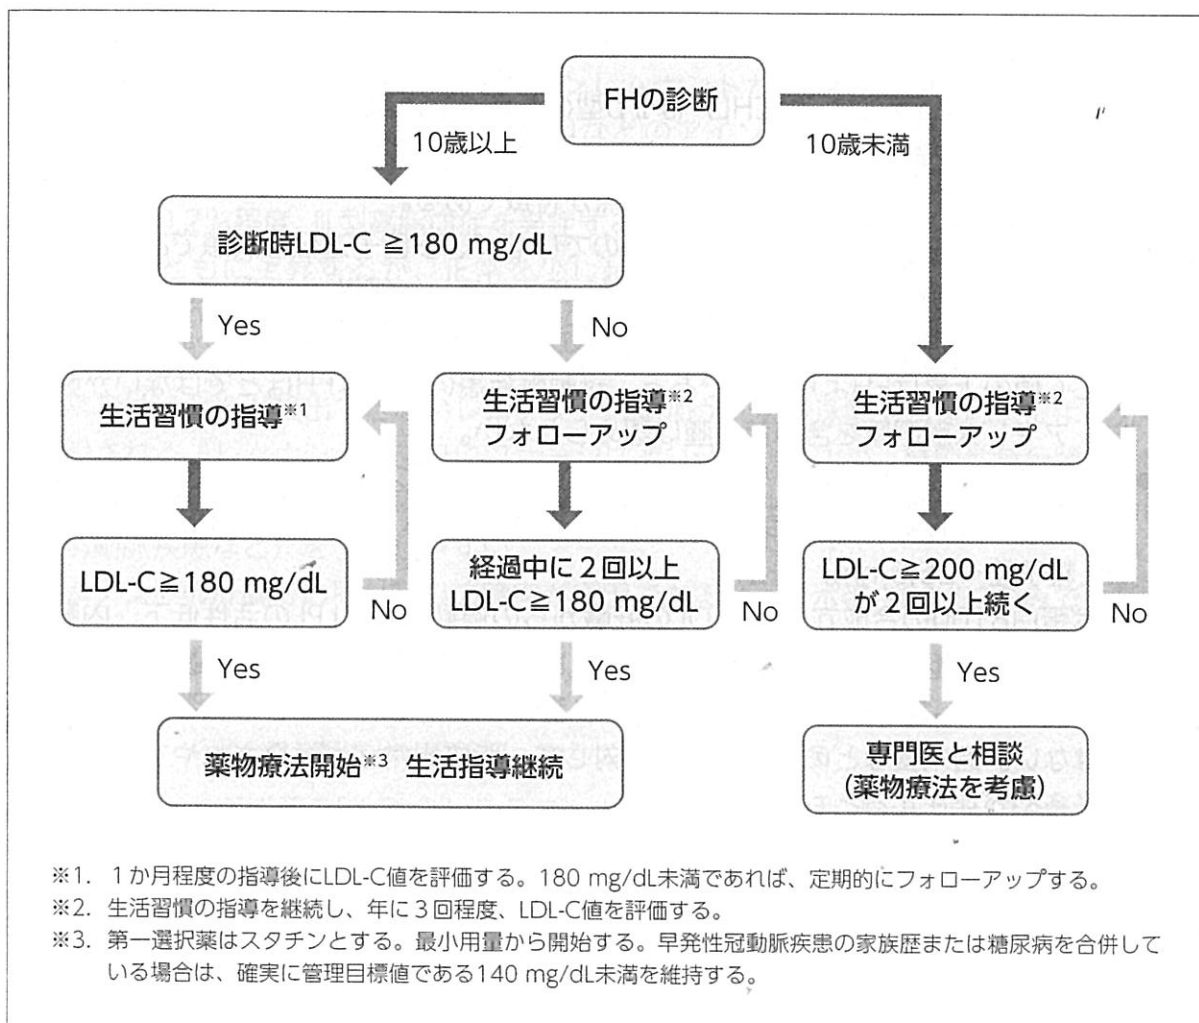 FHの診断
10歳以上
10歳未満
診断時LDL-C ≧180 mg/dL
Yes
No
生活習慣の指導※1
生活習慣の指導※2
フォローアップ
生活習慣の指導※2
フォローアップ
LDL-C≧180 mg/dL
No
経過中に2回以上
LDL-C≧180 mg/dL
No
LDL-C≧200 mg/dL
が2回以上続く
No
Yes
Yes
Yes
薬物療法開始※3 生活指導継続
専門医と相談
(薬物療法を考慮)
※1. 1か月程度の指導後にLDL-C値を評価する。180 mg/dL未満であれば、定期的にフォローアップする。
※2. 生活習慣の指導を継続し、年に3回程度、LDL-C値を評価する。
※3. 第一選択薬はスタチンとする。最小用量から開始する。早発性冠動脈疾患の家族歴または糖尿病を合併して
いる場合は、確実に管理目標値である140 mg/dL未満を維持する。